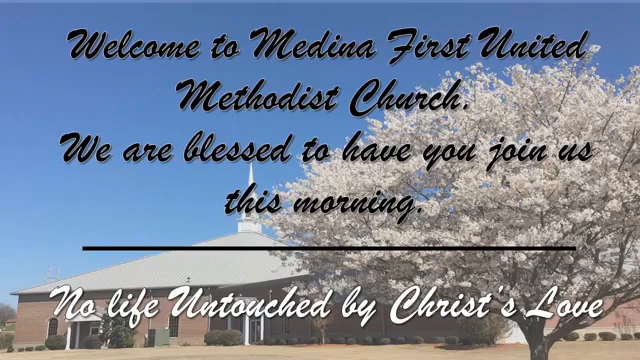 Welcome to Medina First United
Methodist Church.
We are blessed to have you join us
this morning.
No life Untouched by Christ's Love